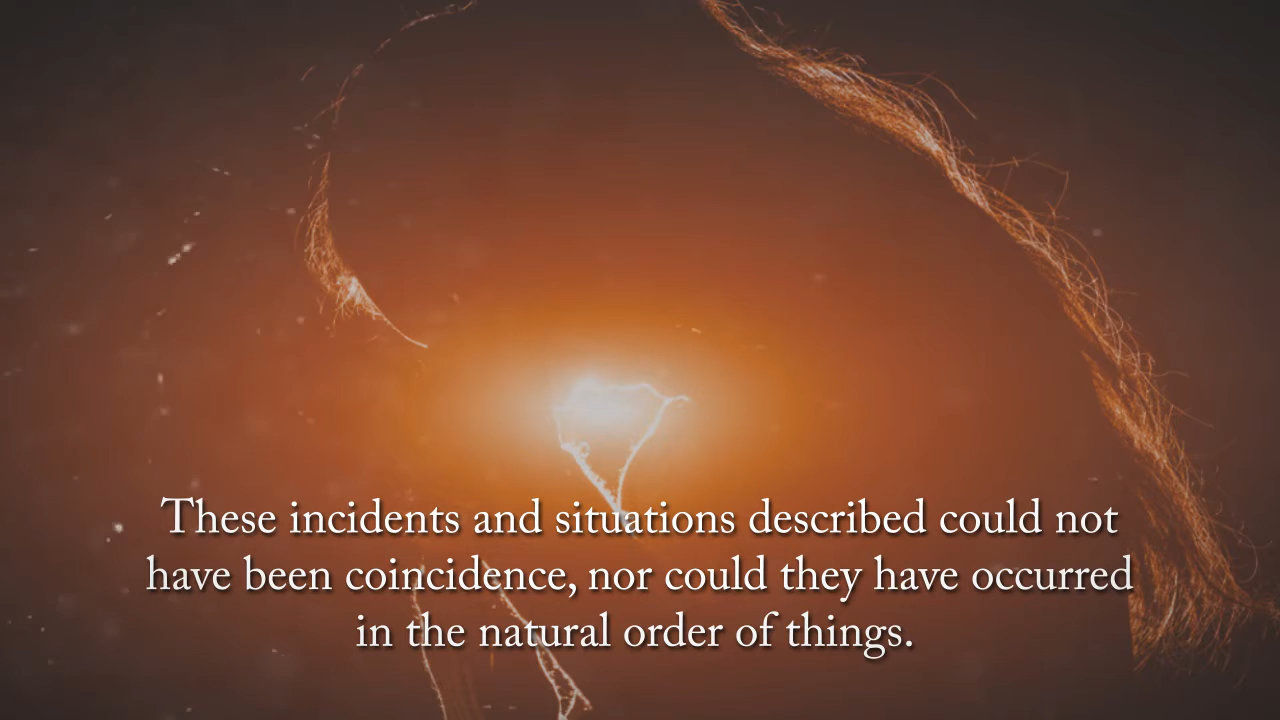 These incidents and situations described could not
have been coincidence, nor could they have occurred
in the natural order of things.